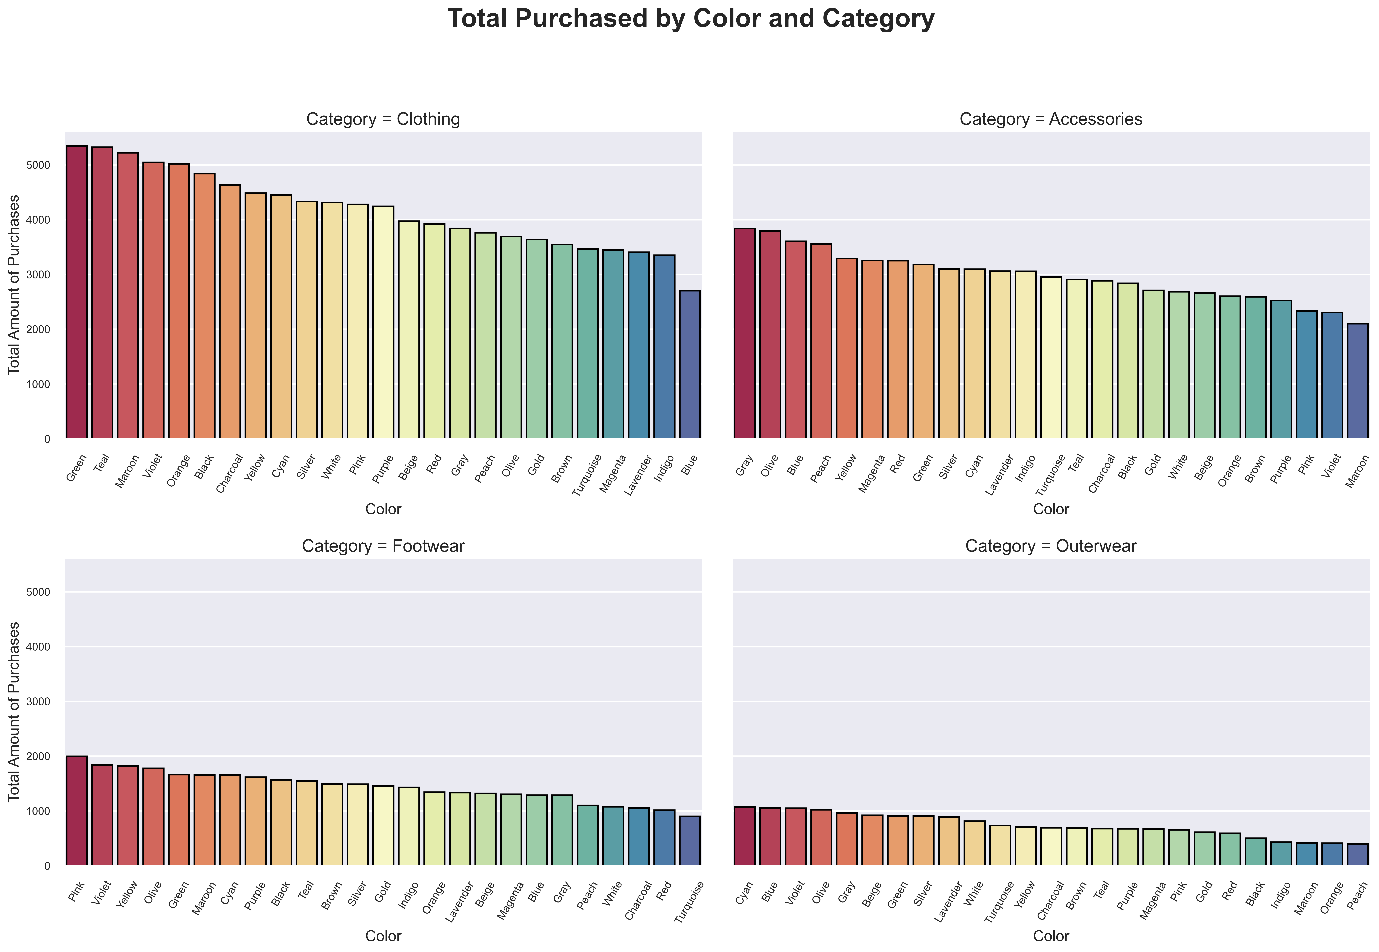 Total Purchased by Color and Category
Category = Clothing
Total Amount of Purchases
5000
4000
3000
2000
1000
0
Green Teal Maroon Violet Orange Black Charcoal Yellow Cyan Silver White Pink Purple Beige Red Gray Peach Olive Gold Brown Turquoise Magenta Lavender Indigo Blue
Color
Category = Accessories
Gray Olive Blue Peach Yellow Magenta Red Green Silver Cyan Lavender Indigo Turquoise Teal Charcoal Black Gold White Beige Orange Brown Purple Pink Violet Maroon
Color
Category = Footwear
Total Amount of Purchases
5000
4000
3000
2000
1000
0
Pink Violet Yellow Olive Green Maroon Cyan Purple Black Teal Brown Silver Gold Indigo Orange Lavender Beige Magenta Blue Gray Peach White Charcoal Red Turquoise
Color
Category = Outerwear
Cyan Blue Violet Olive Gray Beige Green Silver Lavender White Turquoise Yellow Charcoal Brown Teal Purple Magenta Pink Gold Red Black Indigo Maroon Orange Peach
Color